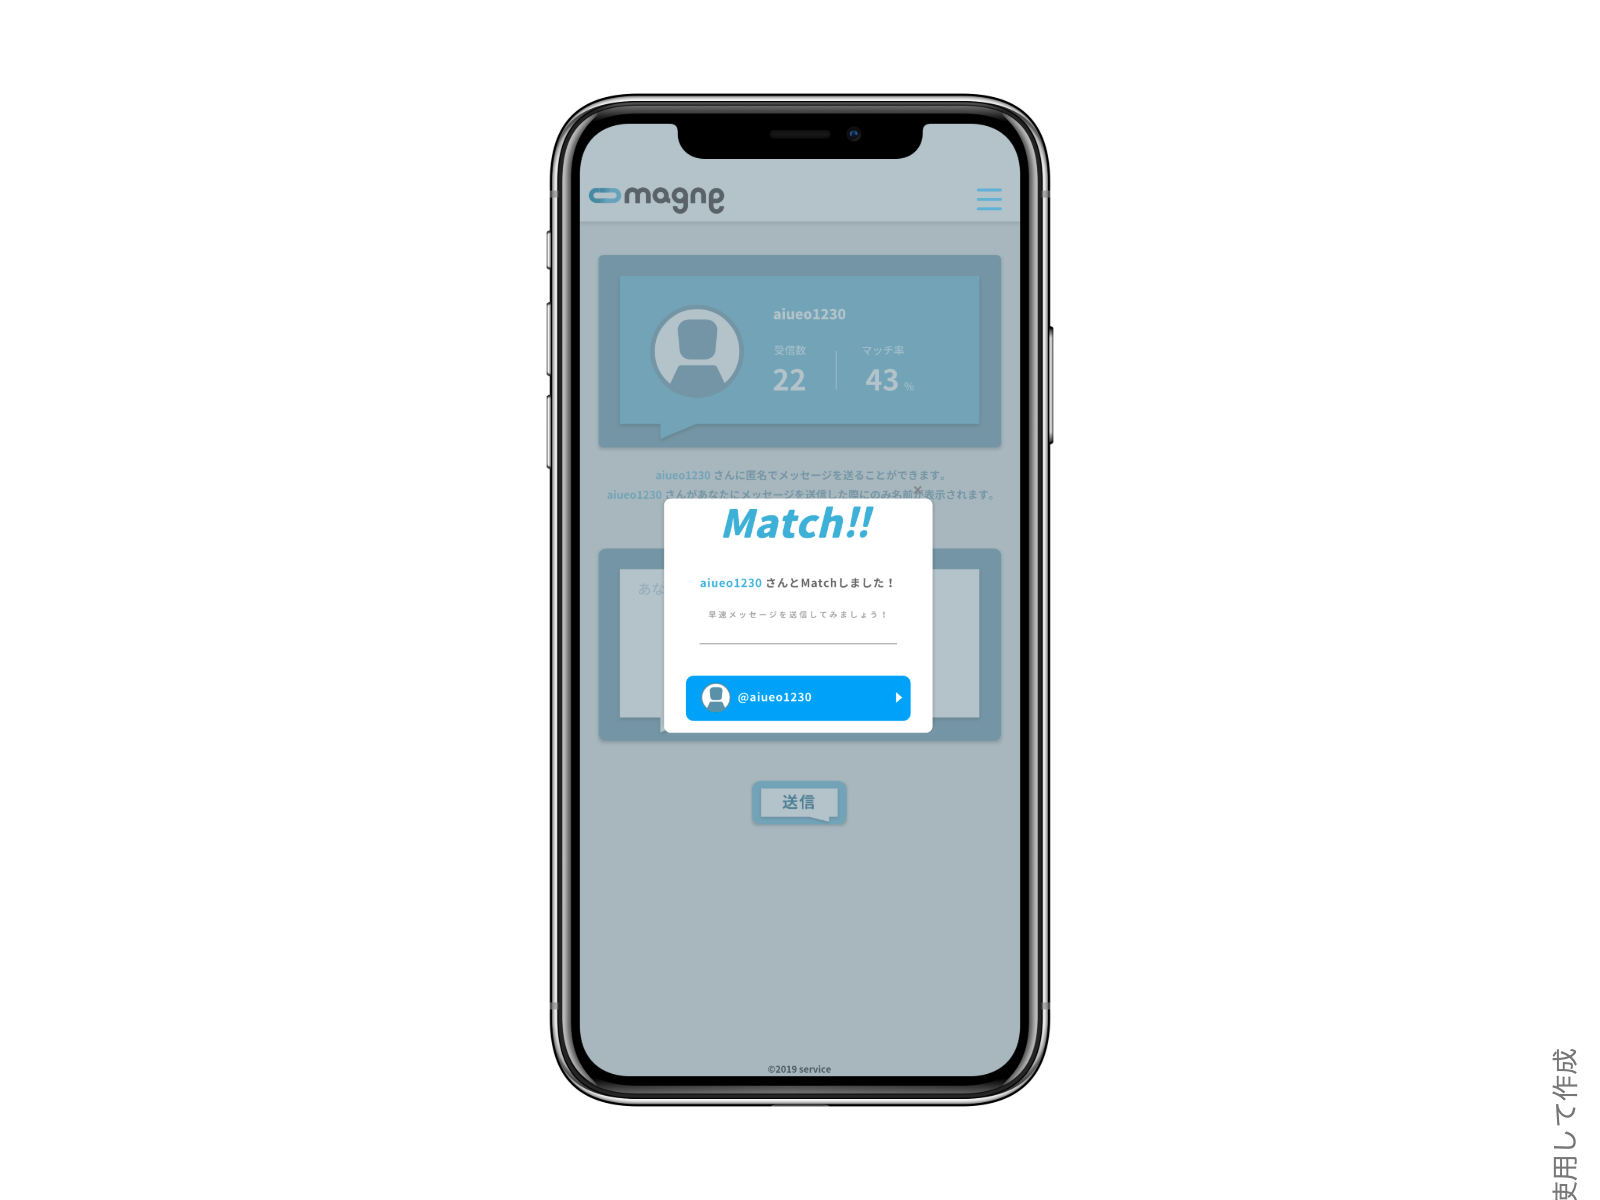 magne
aiueo1230
受信数
マッチ率
22
43 %
aiueo1230 さんに匿名でメッセージを送ることができます。
aiueo1230 さんがあなたにメッセージを送信した際にのみ名前が表示されます。
×
Match!!
あな
aiueo1230 さんとMatchしました！
早速メッセージを送信してみましょう！
@aiueo1230
送信
©2019 service
使用して作成